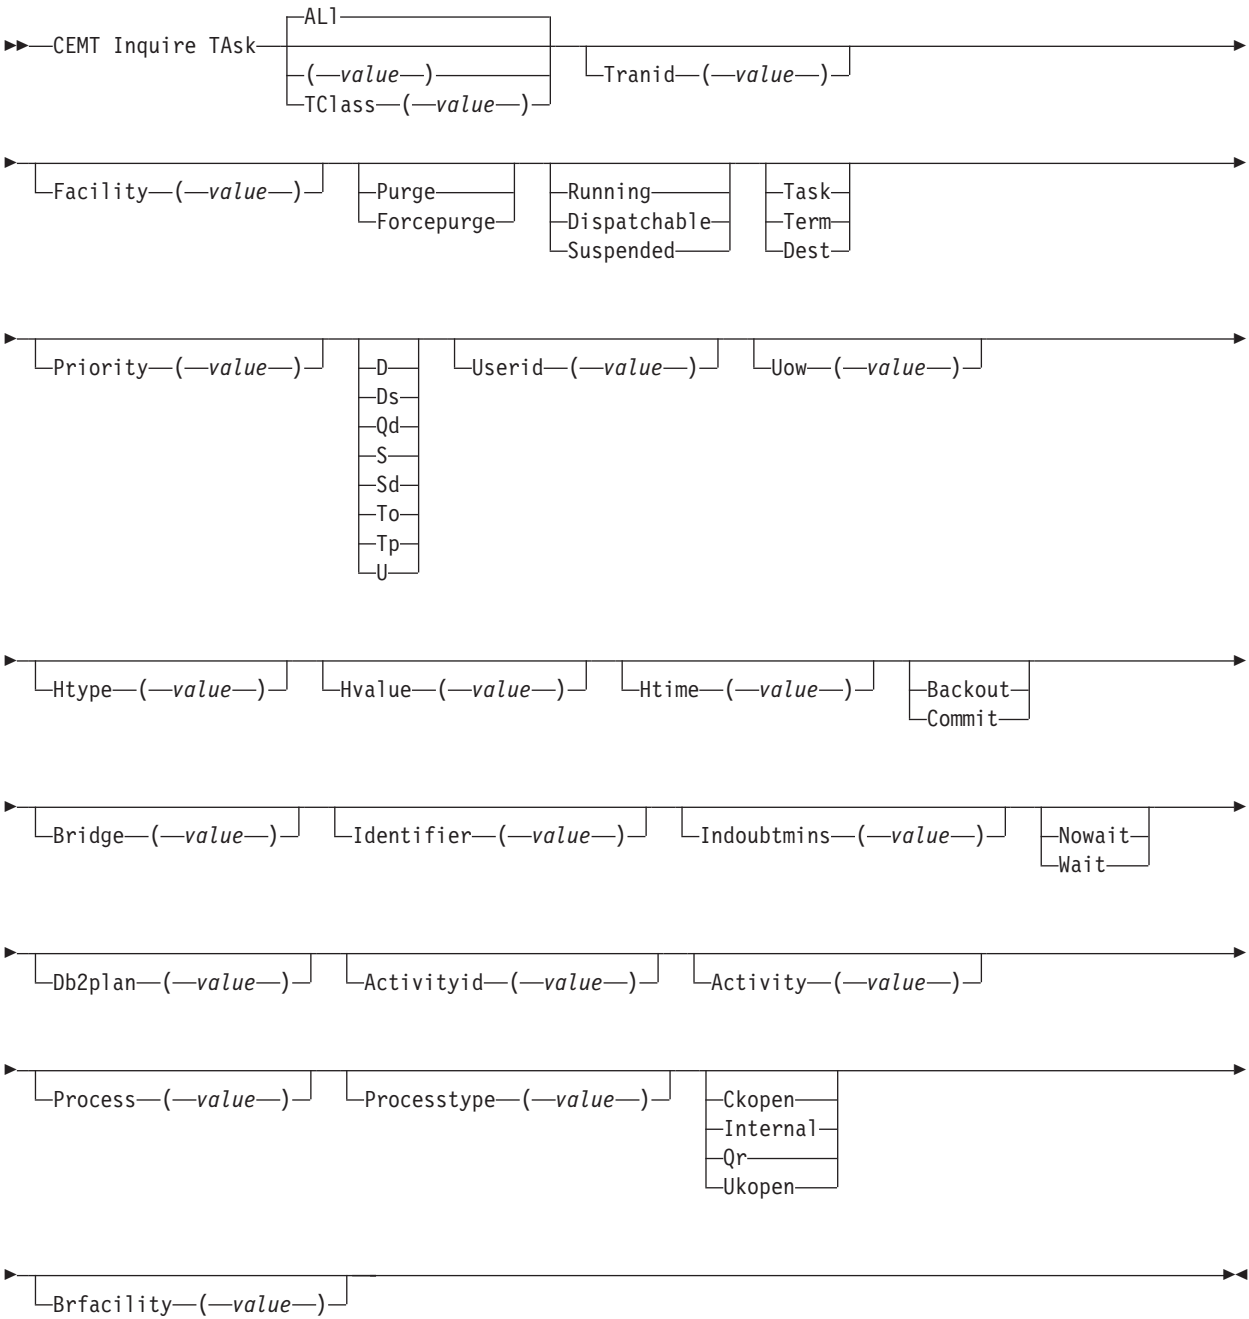 ALl
CEMT Inquire TAsk
(value)
Tranid (value)
TClass (value)
Facility (value)
Purge
Forcepurge
Running
Dispatchable
Suspended
Task
Term
Dest
Priority (value)
D
Ds
Qd
S
Sd
To
Tp
U
Userid (value)
Uow (value)
Htype (value)
Hvalue (value)
Htime (value)
Backout
Commit
Bridge (value)
Identifier (value)
Indoubtmins (value)
Nowait
Wait
Db2plan (value)
Activityid (value)
Activity (value)
Process (value)
Processtype (value)
Ckopen
Internal
Qr
Ukopen
Brfacility (value)